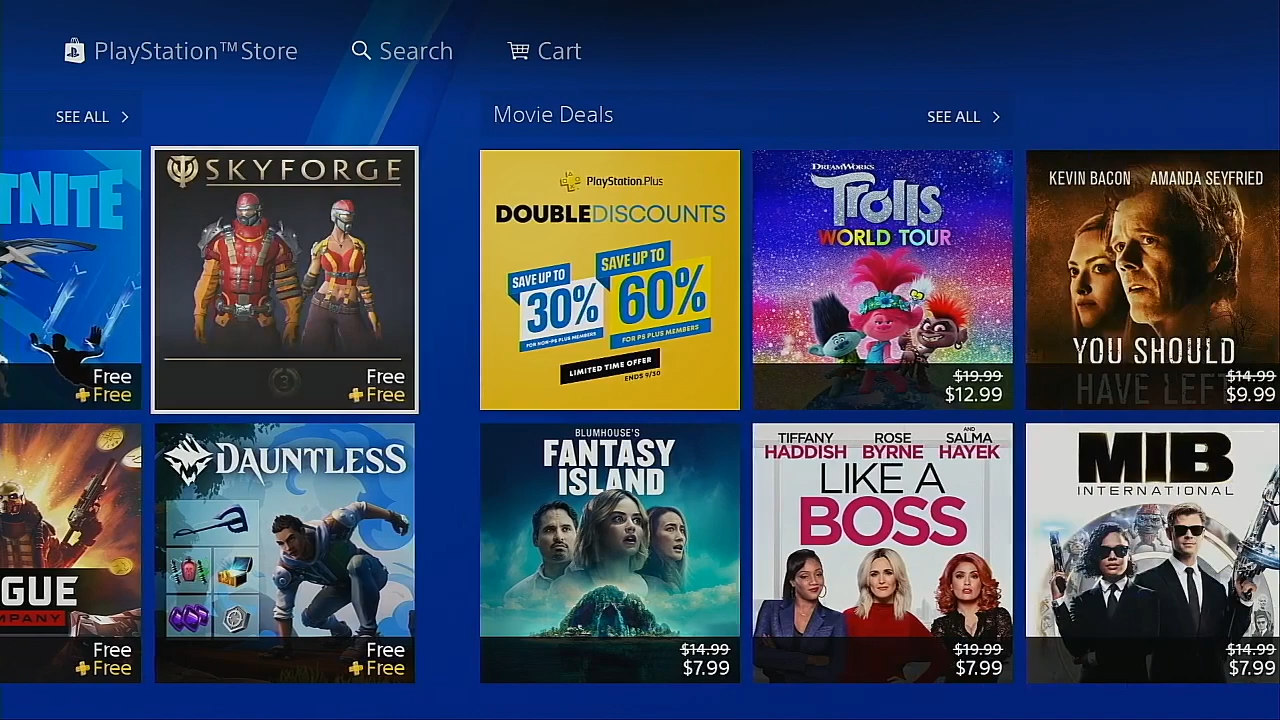 PlayStation™Store
Search
Cart
SEE ALL >
Movie Deals
SEE ALL >
TNITE
Free
Free
SKYFORGE
3
Free
Free
PlayStation.Plus
DOUBLEDISCOUNTS
SAVE UP TO
30%
FOR NON-PS PLUS MEMBERS
SAVE UP TO
60%
FOR PS PLUS MEMBERS
LIMITED TIME OFFER
ENDS 9/30
DREAMWORKS
Trolls
WORLD TOUR
$19.99
$12.99
KEVIN BACON AMANDA SEYFRIED
YOU SHOULD
HAVE LEFT
$14.99
$9.99
GUE
MPANY
Free
Free
DAUNTLESS
Free
Free
BLUMHOUSE'S
FANTASY
ISLAND
$14.99
$7.99
TIFFANY HADDISH
ROSE BYRNE
AND SALMA HAYEK
LIKE A
BOSS
$19.99
$7.99
MIB
INTERNATIONAL
$14.99
$7.99